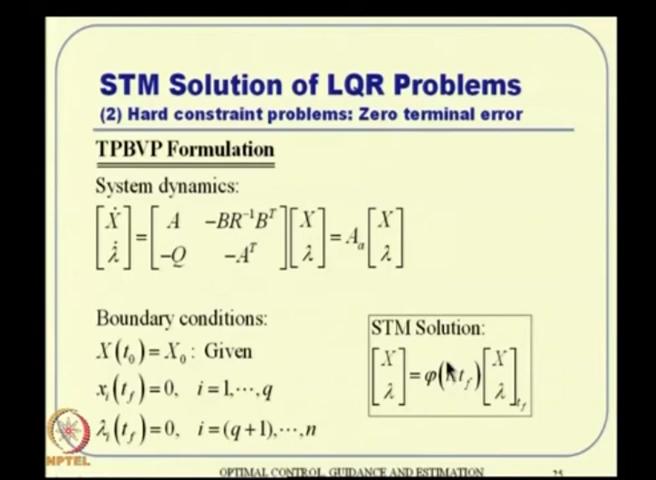 STM Solution of LQR Problems
(2) Hard constraint problems: Zero terminal error
TPBVP Formulation
System dynamics:
[Ẋ; λ̇] = [A −BR⁻¹Bᵀ; −Q −Aᵀ] [X; λ] = Aₐ [X; λ]
Boundary conditions:
X(t₀) = X₀ : Given
xᵢ(t_f) = 0, i = 1,⋯,q
λᵢ(t_f) = 0, i = (q+1),⋯,n
STM Solution:
[X; λ] = φ( t_f) [X; λ]_{t_f}
NPTEL
OPTIMAL CONTROL, GUIDANCE AND ESTIMATION